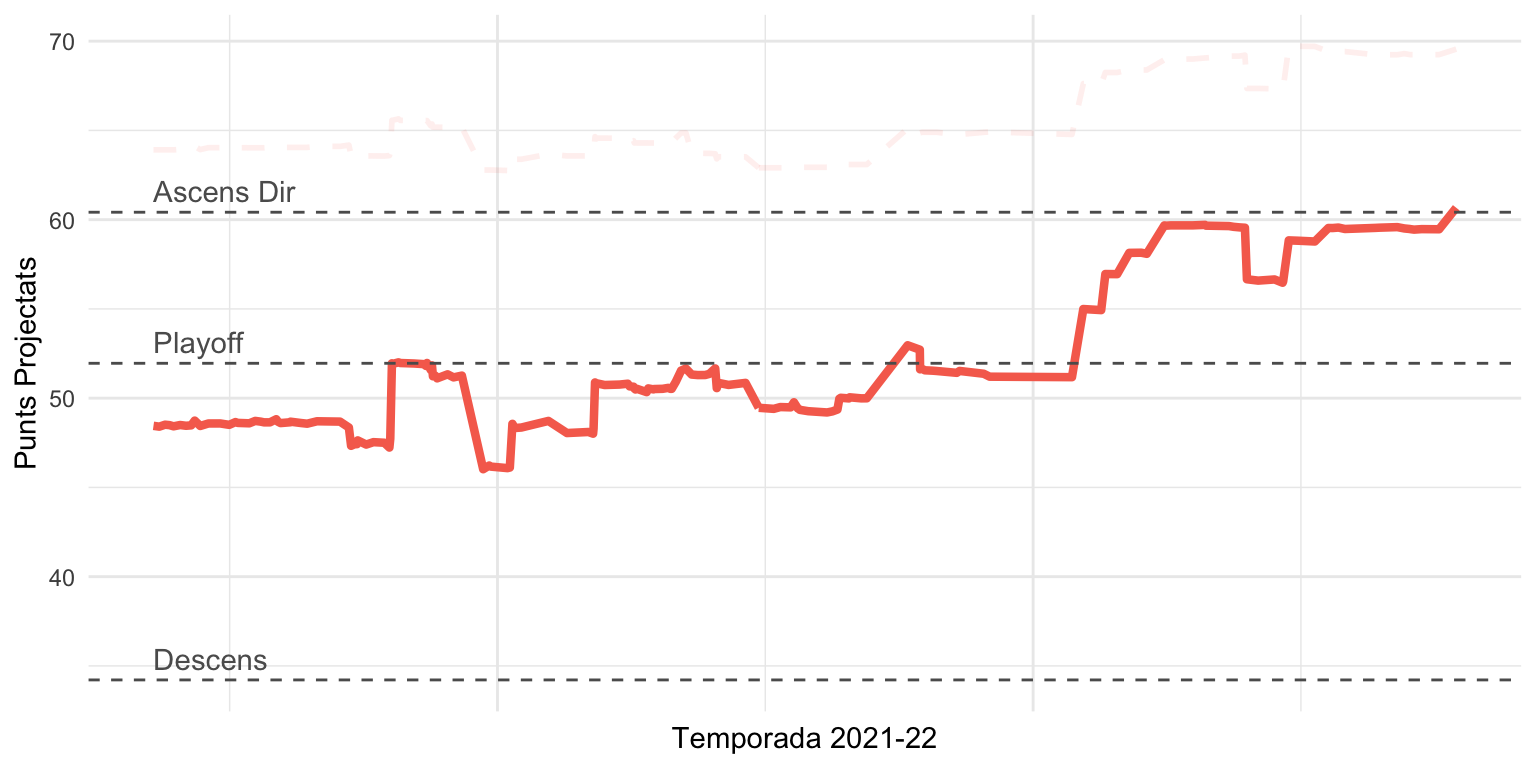 70
Ascens Dir
60
Playoff
50
40
Descens
Punts Projectats
Temporada 2021-22